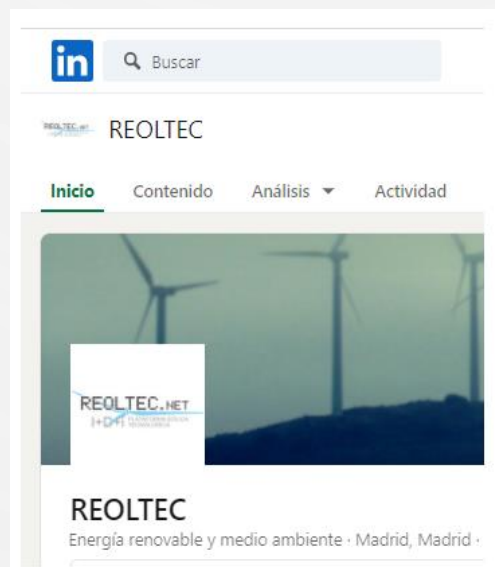 in Buscar
REOLTEC
Inicio Contenido Análisis Actividad
REOLTEC.NET
I+D+i
REOLTEC
Energía renovable y medio ambiente · Madrid, Madrid ·